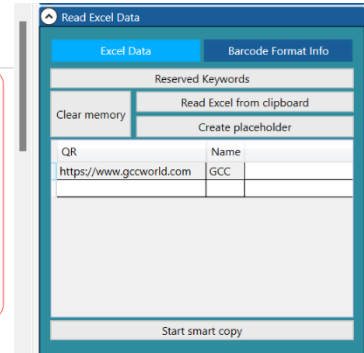 Read Excel Data
Excel Data Barcode Format Info
Reserved Keywords
Clear memory
Read Excel from clipboard
Create placeholder
QR Name
https://www.gccworld.com GCC
Start smart copy